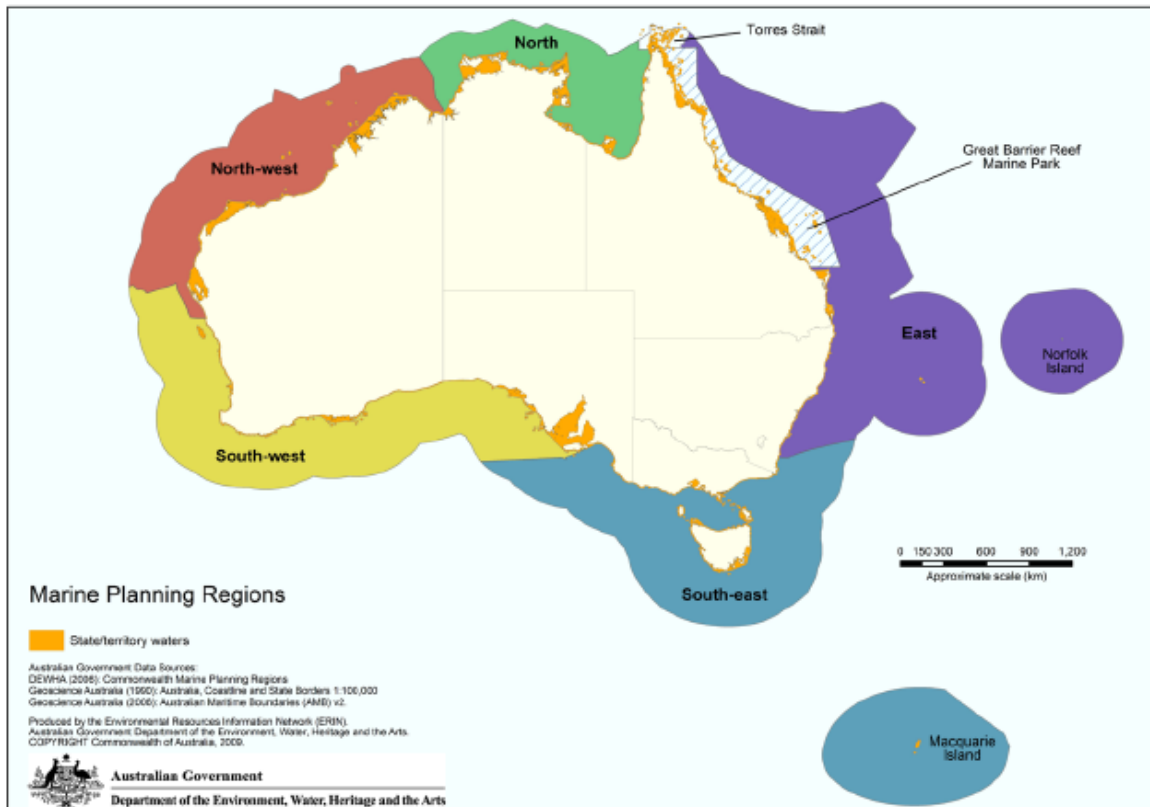 North
Torres Strait
Great Barrier Reef
Marine Park
North-west
East
Norfolk
Island
South-west
0 150 300 600 900 1,200
Approximate scale (km)
South-east
Marine Planning Regions
State/territory waters
Australian Government Data Sources:
DEWHA (2006): Commonwealth Marine Planning Regions
Geoscience Australia (1990): Australia, Coastline and State Borders 1:100,000
Geoscience Australia (2006): Australian Maritime Boundaries (AMB) v2.
Produced by the Environmental Resources Information Network (ERIN).
Australian Government Department of the Environment, Water, Heritage and the Arts.
COPYRIGHT Commonwealth of Australia, 2009.
Macquarie
Island
Australian Government
Department of the Environment, Water, Heritage and the Arts